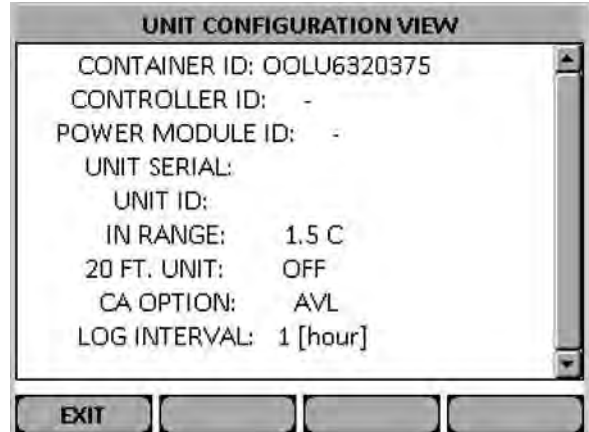 UNIT CONFIGURATION VIEW
CONTAINER ID: OOLU6320375
CONTROLLER ID: -
POWER MODULE ID: -
UNIT SERIAL:
UNIT ID:
IN RANGE: 1.5 C
20 FT. UNIT: OFF
CA OPTION: AVL
LOG INTERVAL: 1 [hour]
EXIT